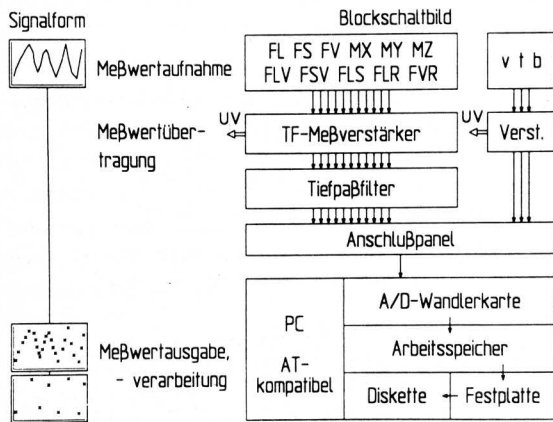 Signalform
Blockschaltbild
Meßwertaufnahme
FL FS FV MX MY MZ
FLV FSV FLS FLR FVR
v t b
Meßwertüber-
tragung
UV
TF-Meßverstärker
UV
Verst.
Tiefpaßfilter
Anschlußpanel
Meßwertausgabe,
- verarbeitung
PC
AT-
kompatibel
A/D-Wandlerkarte
Arbeitsspeicher
Diskette
Festplatte